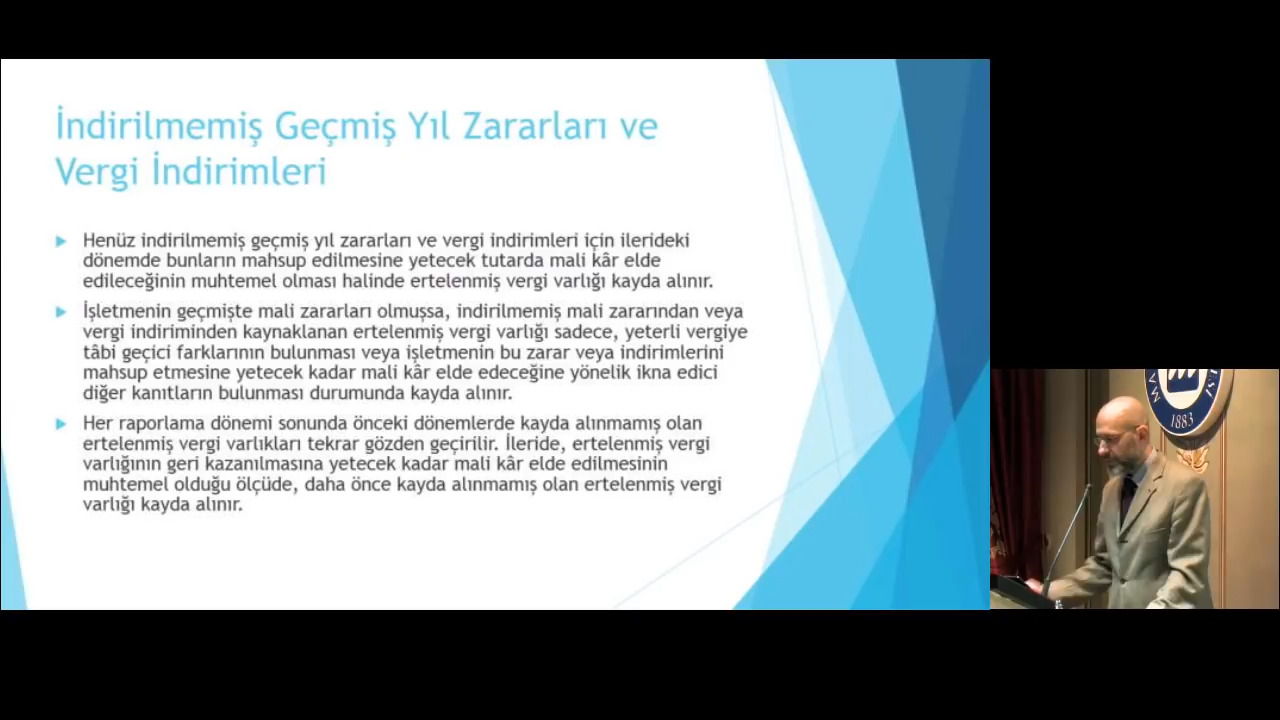 İndirilmemiş Geçmiş Yıl Zararları ve
Vergi İndirimleri
Henüz indirilmemiş geçmiş yıl zararları ve vergi indirimleri için ilerideki
dönemde bunların mahsup edilmesine yetecek tutarda mali kâr elde
edileceğinin muhtemel olması halinde ertelenmiş vergi varlığı kayda alınır.
İşletmenin geçmişte mali zararları olmuşsa, indirilmemiş mali zararından veya
vergi indiriminden kaynaklanan ertelenmiş vergi varlığı sadece, yeterli vergiye
tâbi geçici farklarının bulunması veya işletmenin bu zarar veya indirimlerini
mahsup etmesine yetecek kadar mali kâr elde edeceğine yönelik ikna edici
diğer kanıtların bulunması durumunda kayda alınır.
Her raporlama dönemi sonunda önceki dönemlerde kayda alınmamış olan
ertelenmiş vergi varlıkları tekrar gözden geçirilir. İleride, ertelenmiş vergi
varlığının geri kazanılmasına yetecek kadar mali kâr elde edilmesinin
muhtemel olduğu ölçüde, daha önce kayda alınmamış olan ertelenmiş vergi
varlığı kayda alınır.
1883